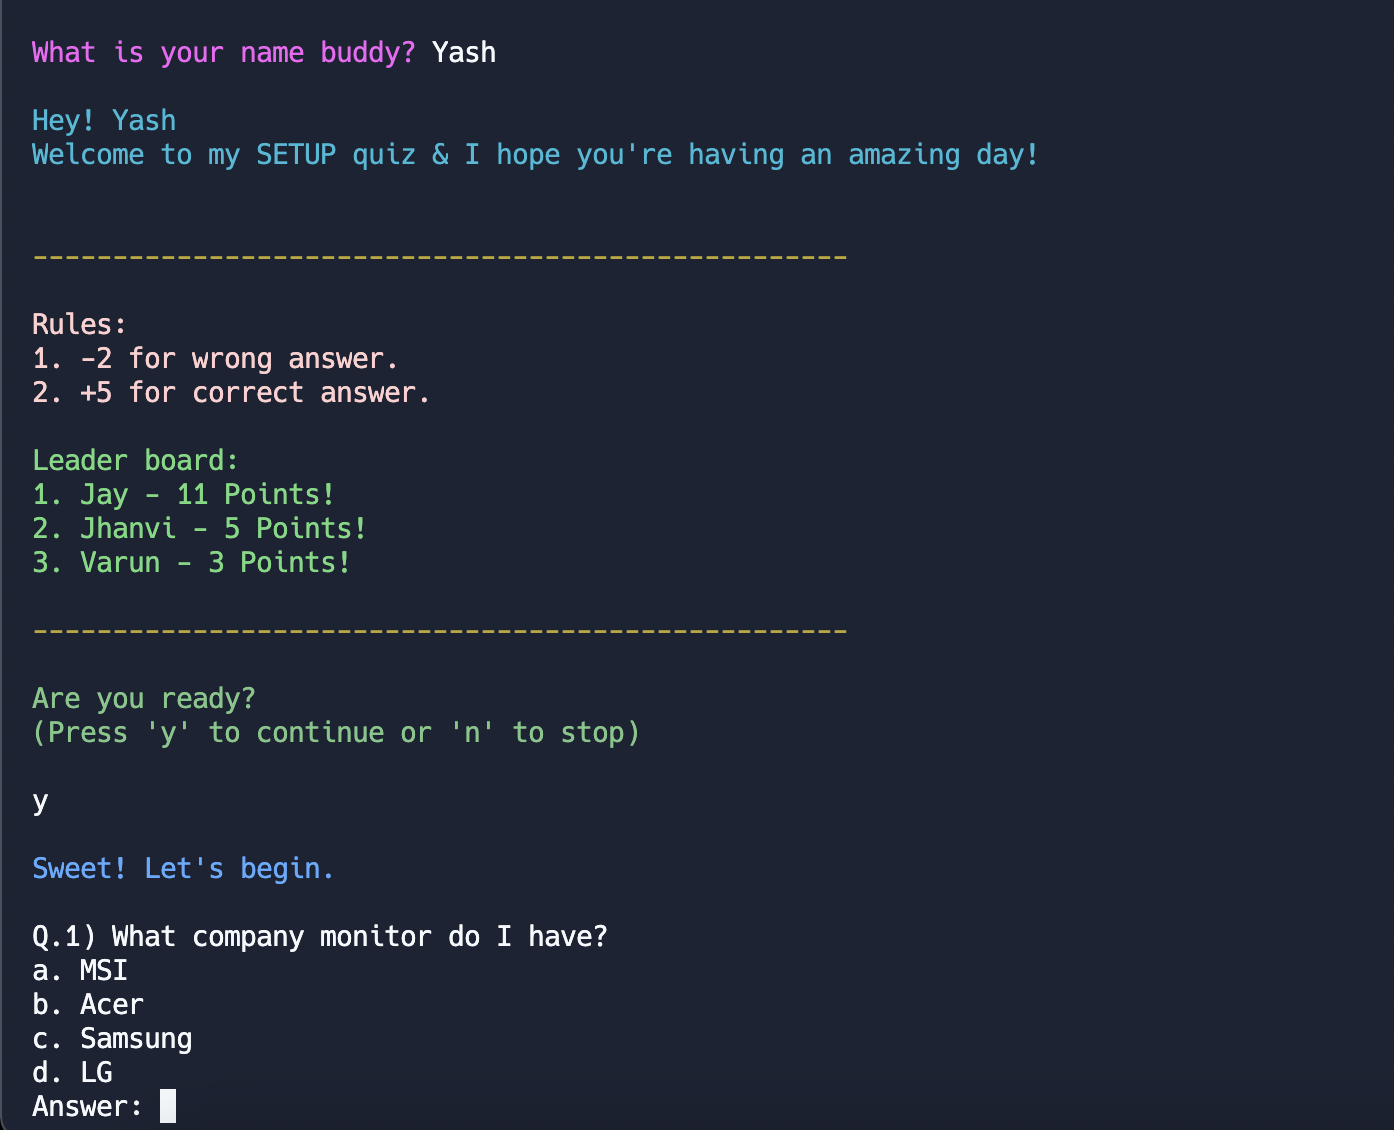 What is your name buddy? Yash
Hey! Yash
Welcome to my SETUP quiz & I hope you're having an amazing day!
---------------------------------------------------
Rules:
1. -2 for wrong answer.
2. +5 for correct answer.
Leader board:
1. Jay - 11 Points!
2. Jhanvi - 5 Points!
3. Varun - 3 Points!
---------------------------------------------------
Are you ready?
(Press 'y' to continue or 'n' to stop)
y
Sweet! Let's begin.
Q.1) What company monitor do I have?
a. MSI
b. Acer
c. Samsung
d. LG
Answer: